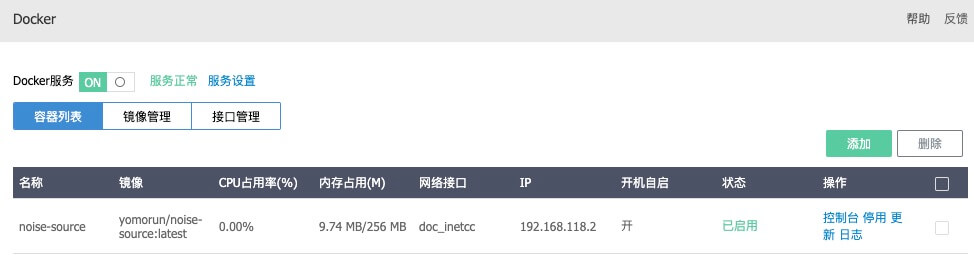 Docker 帮助 反馈
Docker服务 ON 服务正常 服务设置
容器列表 镜像管理 接口管理
添加 删除
名称 镜像 CPU占用率(%) 内存占用(M) 网络接口 IP 开机自启 状态 操作
noise-source yomorun/noise- 0.00% 9.74 MB/256 MB doc_inetcc 192.168.118.2 开 已启用 控制台 停用 更
source:latest 新 日志